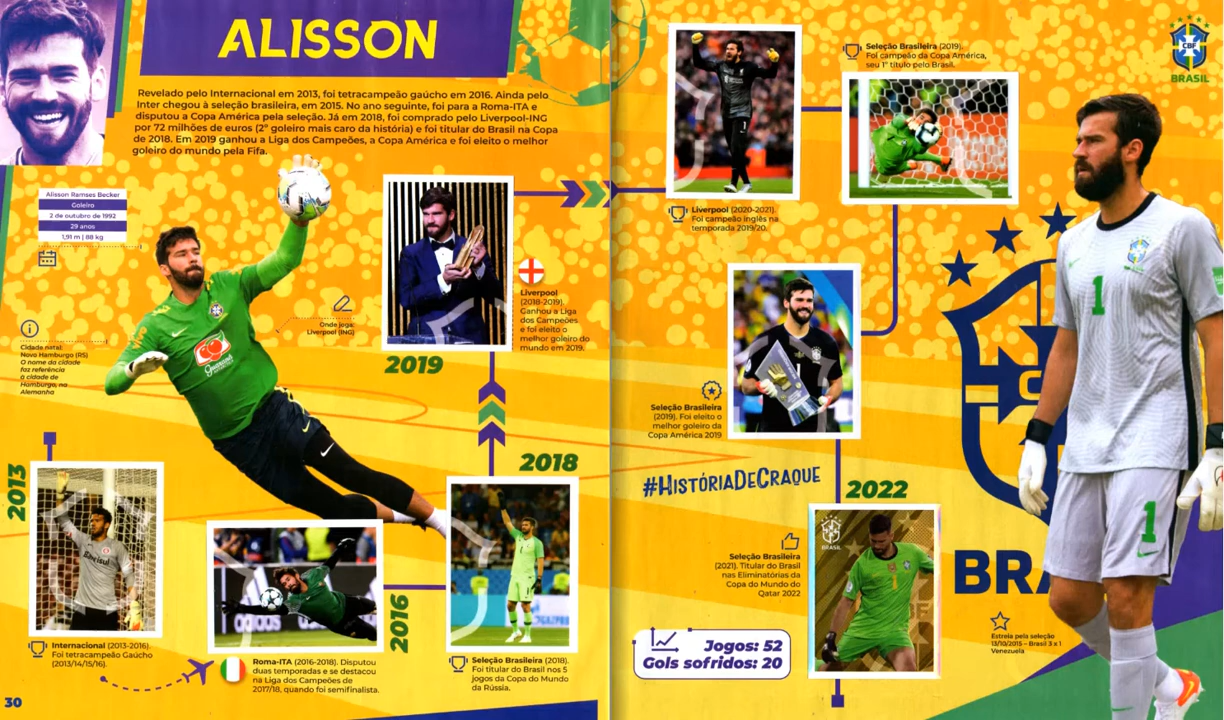 ALISSON
Revelado pelo Internacional em 2013, foi tetracampeão gaúcho em 2016. Ainda pelo
Inter chegou à seleção brasileira, em 2015. No ano seguinte, foi para a Roma-ITA e
disputou a Copa América pela seleção. Já em 2018, foi comprado pelo Liverpool-ING
por 72 milhões de euros (2º goleiro mais caro da história) e foi titular do Brasil na Copa
de 2018. Em 2019 ganhou a Liga dos Campeões, a Copa América e foi eleito o melhor
goleiro do mundo pela Fifa.
Alisson Ramses Becker
Goleiro
2 de outubro de 1992
29 anos
1,91 m | 88 kg
Onde joga:
Liverpool (ING)
Cidade natal:
Novo Hamburgo (RS)
O nome da cidade
faz referência
à cidade de
Hamburgo, na
Alemanha
Guaraná
2013
Banrisul
Internacional (2013-2016).
Foi tetracampeão Gaúcho
(2013/14/15/16).
2016
adidas
Roma-ITA (2016-2018). Disputou
duas temporadas e se destacou
na Liga dos Campeões de
2017/18, quando foi semifinalista.
2018
1
Seleção Brasileira (2018).
Foi titular do Brasil nos 5
jogos da Copa do Mundo
da Rússia.
2019
Liverpool
(2018-2019).
Ganhou a Liga
dos Campeões
e foi eleito o
melhor goleiro do
mundo em 2019.
30
Liverpool (2020-2021).
Foi campeão inglês na
temporada 2019/20.
Seleção Brasileira (2019).
Foi campeão da Copa América,
seu 1º título pelo Brasil.
CBF
BRASIL
Seleção Brasileira
(2019). Foi eleito o
melhor goleiro da
Copa América 2019
#HISTÓRIADECRAQUE
2022
BRASIL
Seleção Brasileira
(2021). Titular do Brasil
nas Eliminatórias da
Copa do Mundo do
Qatar 2022
Jogos: 52
Gols sofridos: 20
1
1
BRA
Estreia pela seleção
13/10/2015 – Brasil 3 x 1
Venezuela